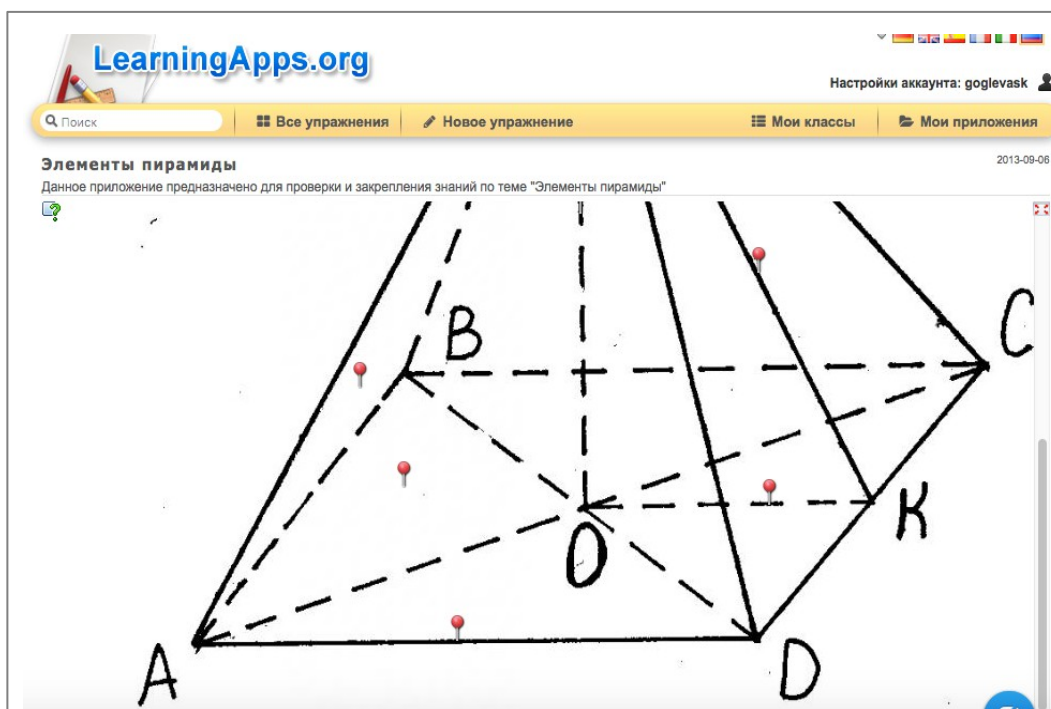 LearningApps.org
Настройки аккаунта: goglevask
Поиск
Все упражнения
Новое упражнение
Мои классы
Мои приложения
Элементы пирамиды
2013-09-06
Данное приложение предназначено для проверки и закрепления знаний по теме "Элементы пирамиды"
B
C
K
O
A
D